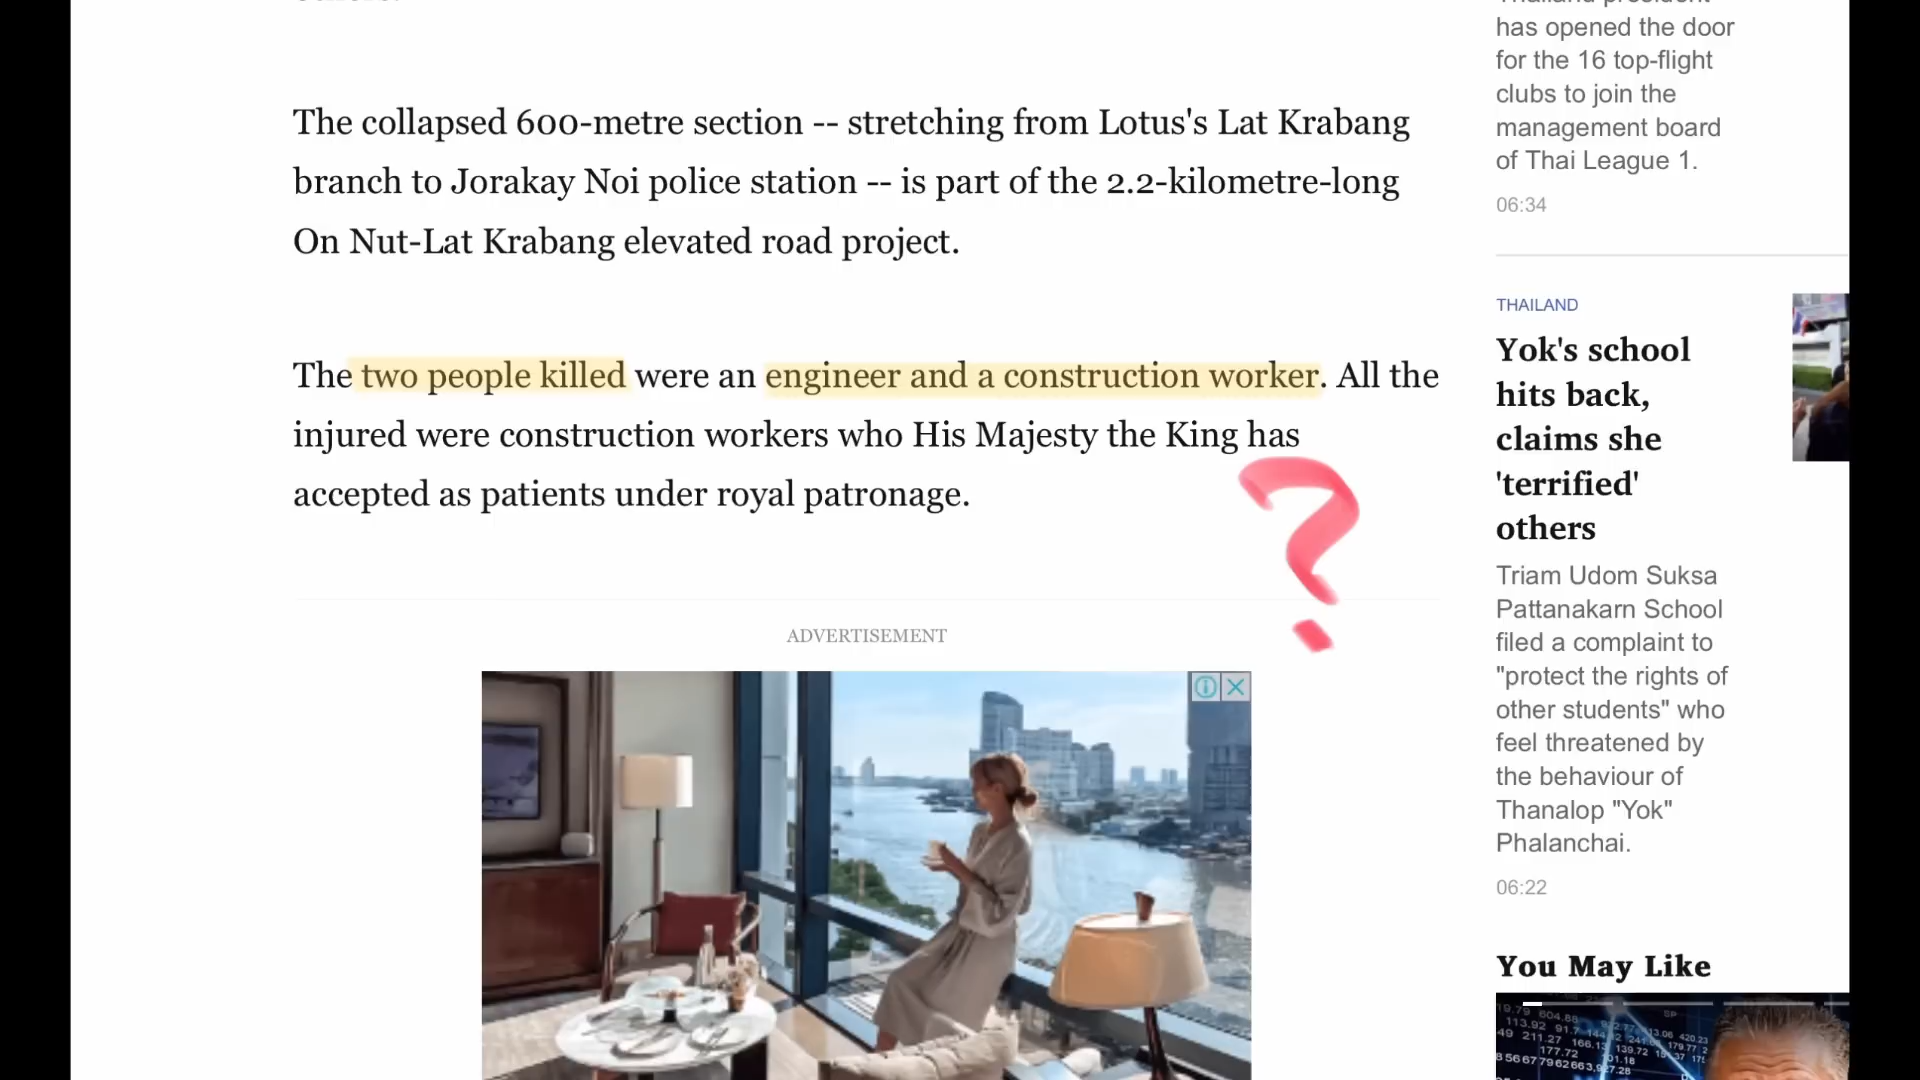 The collapsed 600-metre section -- stretching from Lotus's Lat Krabang
branch to Jorakay Noi police station -- is part of the 2.2-kilometre-long
On Nut-Lat Krabang elevated road project.
The two people killed were an engineer and a construction worker. All the
injured were construction workers who His Majesty the King has
accepted as patients under royal patronage.
?
ADVERTISEMENT
has opened the door
for the 16 top-flight
clubs to join the
management board
of Thai League 1.
06:34
THAILAND
Yok's school
hits back,
claims she
'terrified'
others
Triam Udom Suksa
Pattanakarn School
filed a complaint to
"protect the rights of
other students" who
feel threatened by
the behaviour of
Thanalop "Yok"
Phalanchai.
06:22
You May Like